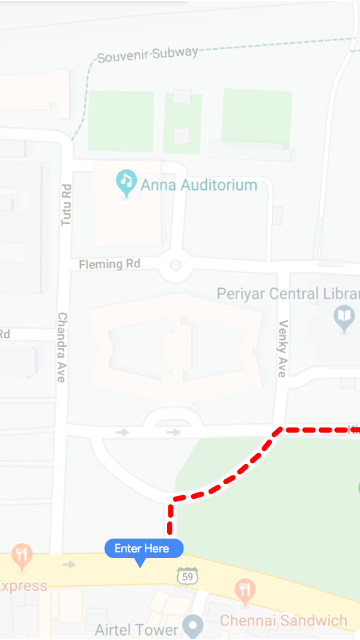 Souvenir Subway
Anna Auditorium
Tutu Rd
Fleming Rd
Periyar Central Librar
Rd
Chandra Ave
Venky Ave
Enter Here
59
Express
Chennai Sandwich
Airtel Tower